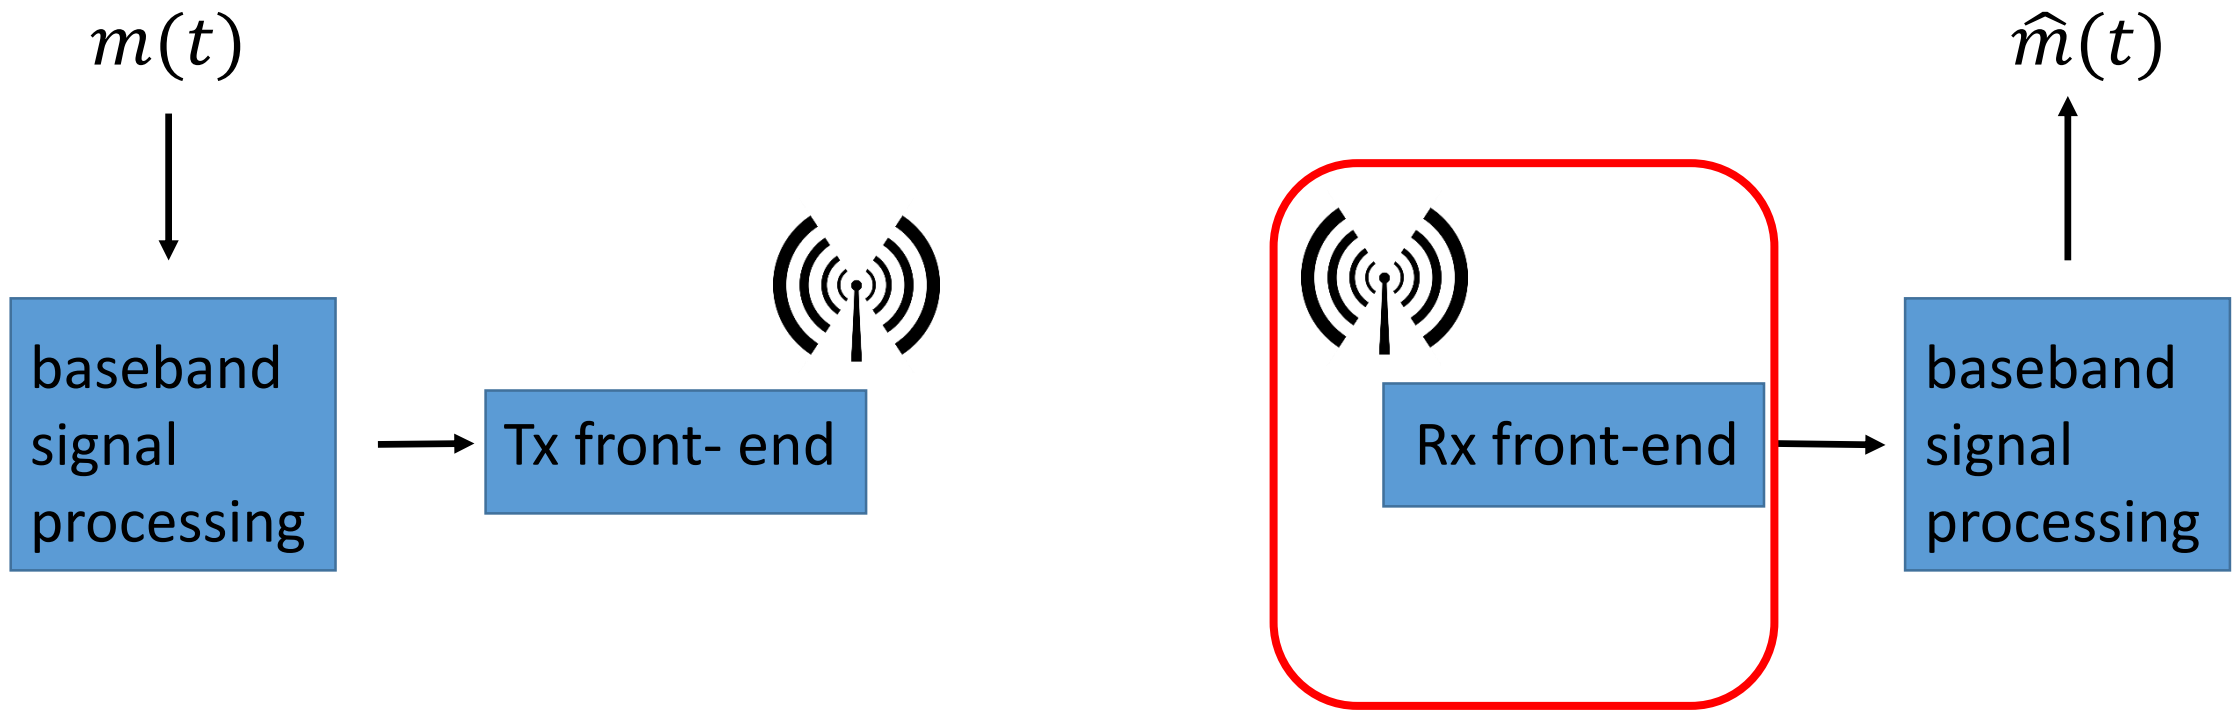 m(t)
m̂(t)
baseband
signal
processing
Tx front- end
Rx front-end
baseband
signal
processing